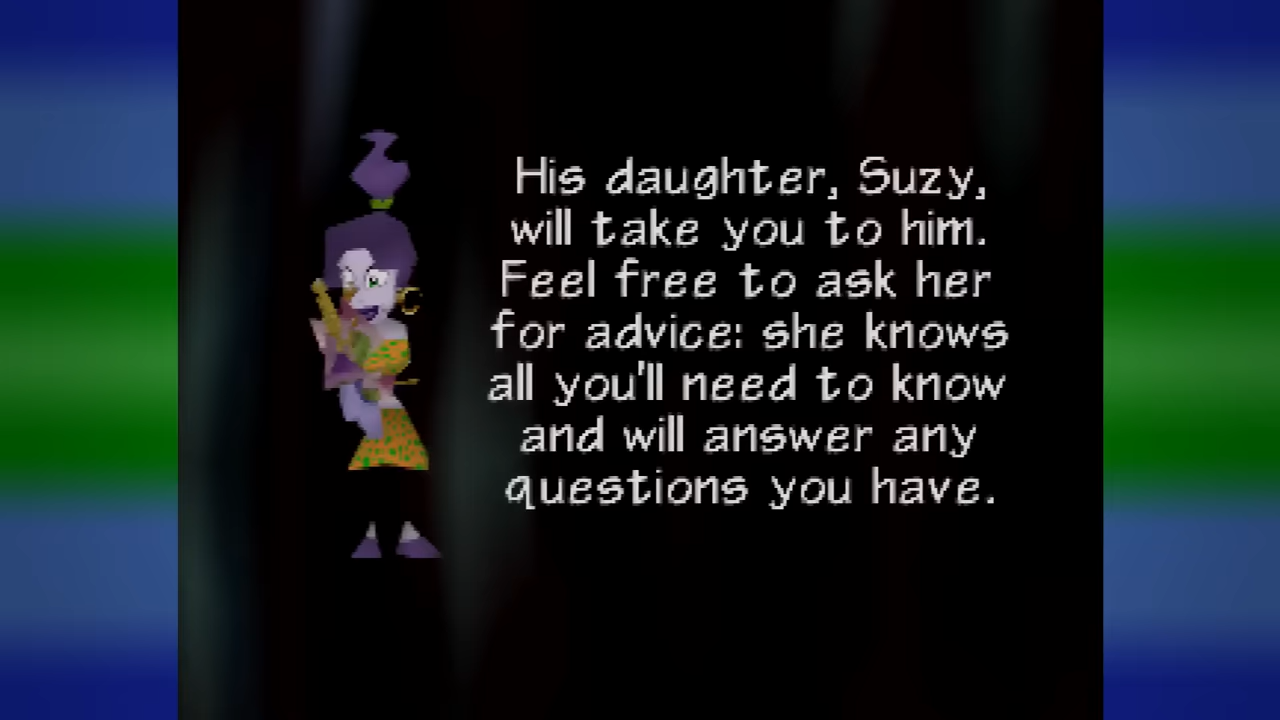 His daughter, Suzy,
will take you to him.
Feel free to ask her
for advice: she knows
all you'll need to know
and will answer any
questions you have.